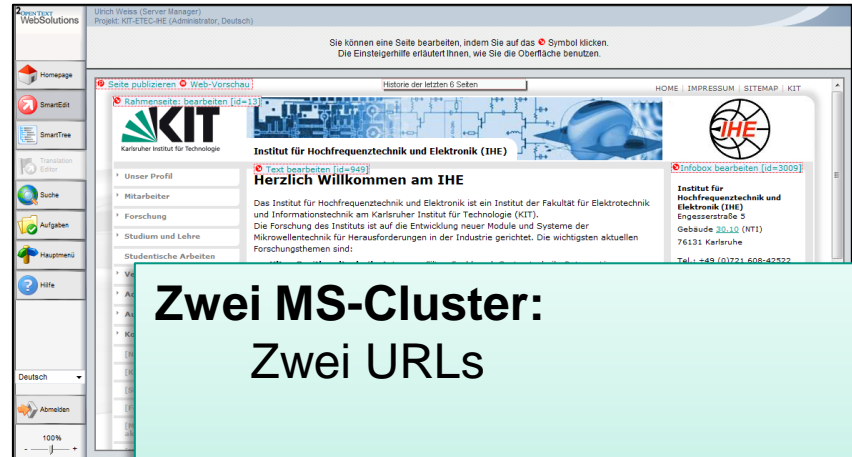 2
OPEN TEXT
WebSolutions
Ulrich Weiss (Server Manager)
Projekt: KIT-ETEC-IHE (Administrator, Deutsch)
Sie können eine Seite bearbeiten, indem Sie auf das Symbol klicken.
Die Einsteigerhilfe erläutert Ihnen, wie Sie die Oberfläche benutzen.
Homepage
SmartEdit
SmartTree
Translation
Editor
Suche
Aufgaben
Hauptmenü
Hilfe
Deutsch
Abmelden
100%
- +
Seite publizieren Web-Vorschau
Historie der letzten 6 Seiten
HOME | IMPRESSUM | SITEMAP | KIT
Rahmenseite: bearbeiten [id=13]
KIT
Karlsruher Institut für Technologie
Institut für Hochfrequenztechnik und Elektronik (IHE)
IHE
Unser Profil
Mitarbeiter
Forschung
Studium und Lehre
Studentische Arbeiten
Text bearbeiten [id=949]
Herzlich Willkommen am IHE
Das Institut für Hochfrequenztechnik und Elektronik ist ein Institut der Fakultät für Elektrotechnik
und Informationstechnik am Karlsruher Institut für Technologie (KIT).
Die Forschung des Instituts ist auf die Entwicklung neuer Module und Systeme der
Mikrowellentechnik für Herausforderungen in der Industrie gerichtet. Die wichtigsten aktuellen
Forschungsthemen sind:
Infobox bearbeiten [id=3009]
Institut für
Hochfrequenztechnik und
Elektronik (IHE)
Engesserstraße 5
Gebäude 30.10 (NTI)
76131 Karlsruhe
Tel.: +49 (0)721 608-42522
Zwei MS-Cluster:
Zwei URLs